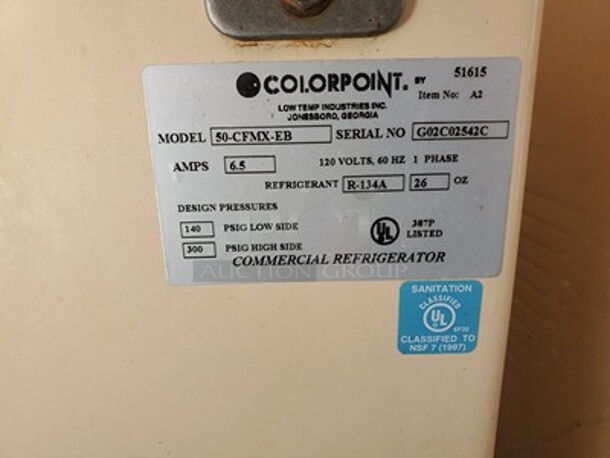 COLORPOINT. BY 51615
Item No: A2
LOW TEMP INDUSTRIES INC.
JONESBORO, GEORGIA
MODEL 50-CFMX-EB SERIAL NO G02C02542C
AMPS 6.5 120 VOLTS, 60 HZ 1 PHASE
REFRIGERANT R-134A 26 OZ
DESIGN PRESSURES
140 PSIG LOW SIDE
300 PSIG HIGH SIDE
UL 387P
LISTED
AUCTION GROUP
COMMERCIAL REFRIGERATOR
SANITATION
CLASSIFIED
UL
CLASSIFIED TO
NSF 7 (1997)